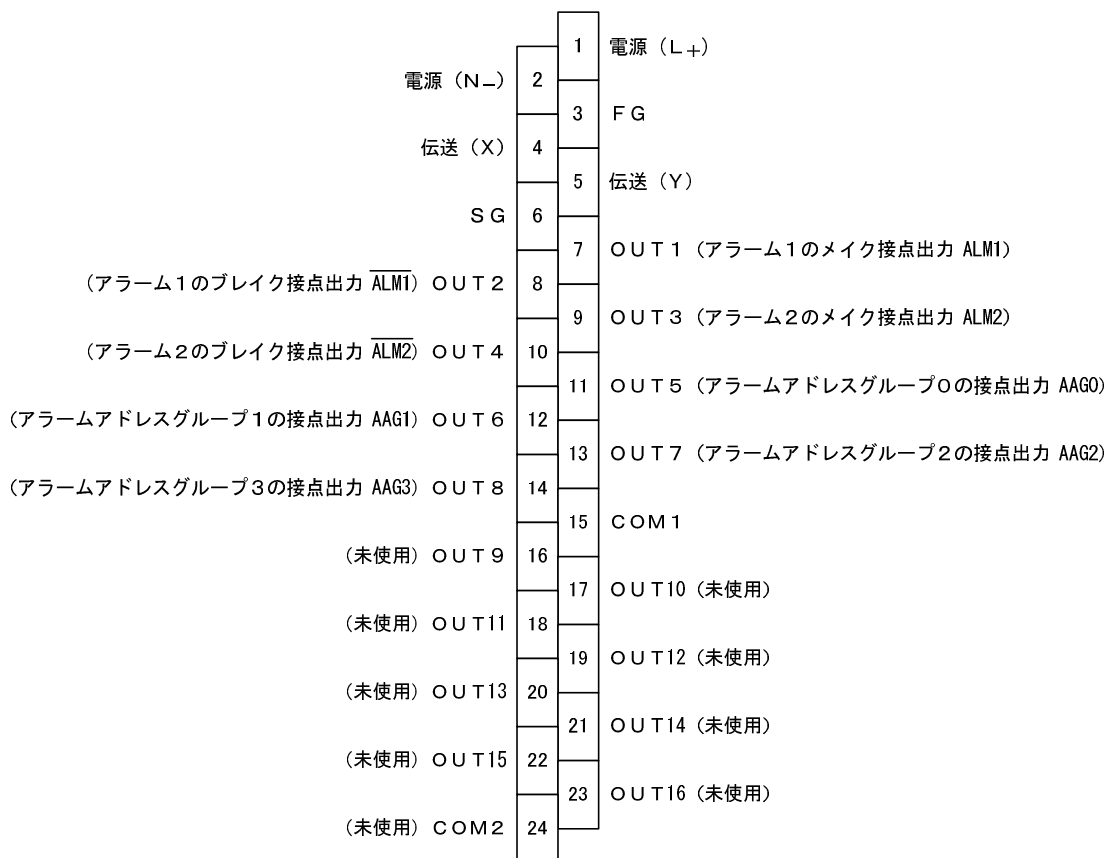 1 電源（L＋）
電源（N−） 2
3 ＦＧ
伝送（X） 4
5 伝送（Y）
ＳＧ 6
7 ＯＵＴ１（アラーム１のメイク接点出力 ALM1）
（アラーム１のブレイク接点出力 A̅L̅M̅1̅）ＯＵＴ２ 8
9 ＯＵＴ３（アラーム２のメイク接点出力 ALM2）
（アラーム２のブレイク接点出力 A̅L̅M̅2̅）ＯＵＴ４ 10
11 ＯＵＴ５（アラームアドレスグループ０の接点出力 AAG0）
（アラームアドレスグループ１の接点出力 AAG1）ＯＵＴ６ 12
13 ＯＵＴ７（アラームアドレスグループ２の接点出力 AAG2）
（アラームアドレスグループ３の接点出力 AAG3）ＯＵＴ８ 14
15 ＣＯＭ１
（未使用）ＯＵＴ９ 16
17 ＯＵＴ10（未使用）
（未使用）ＯＵＴ11 18
19 ＯＵＴ12（未使用）
（未使用）ＯＵＴ13 20
21 ＯＵＴ14（未使用）
（未使用）ＯＵＴ15 22
23 ＯＵＴ16（未使用）
（未使用）ＣＯＭ２ 24